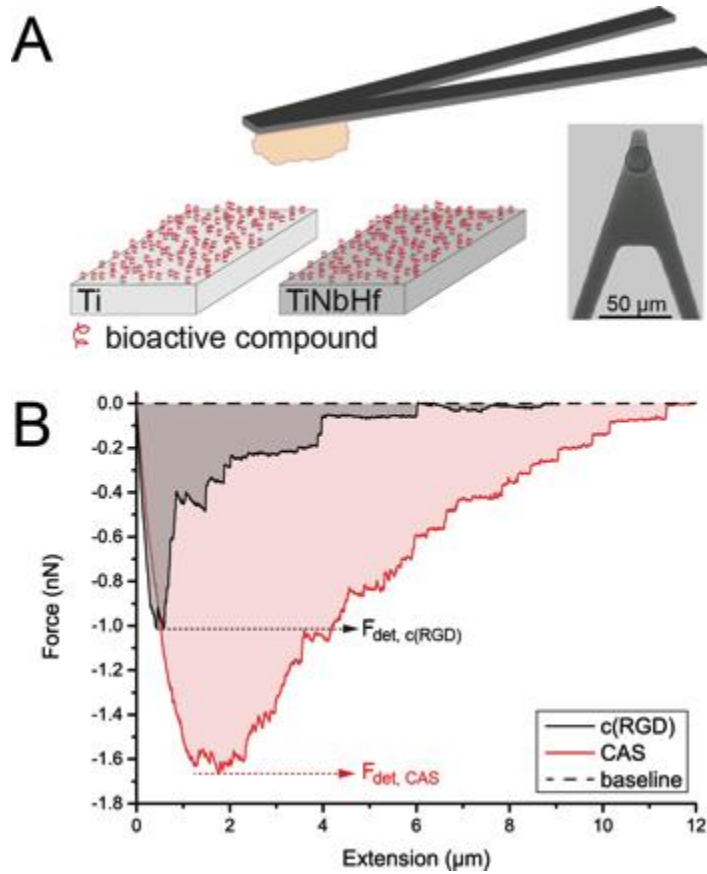 A
Ti
TiNbHf
bioactive compound
50 µm
B
0.0
-0.2
-0.4
-0.6
-0.8
-1.0
-1.2
-1.4
-1.6
-1.8
Force (nN)
F det, c(RGD)
F det, CAS
c(RGD)
CAS
baseline
0 2 4 6 8 10 12
Extension (µm)